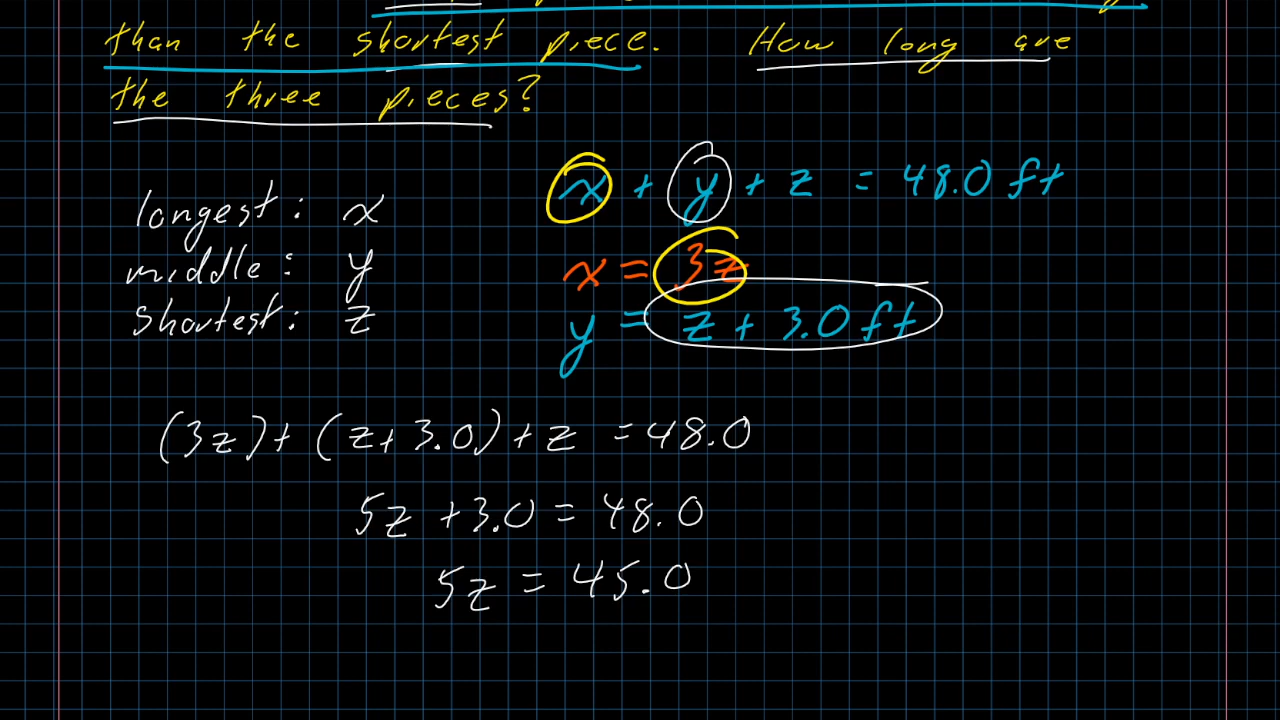 than the shortest piece. How long are
the three pieces?
x + y + z = 48.0 ft
longest: x
x = 3z
middle: y
y = z + 3.0 ft
shortest: z
(3z) + (z + 3.0) + z = 48.0
5z + 3.0 = 48.0
5z = 45.0